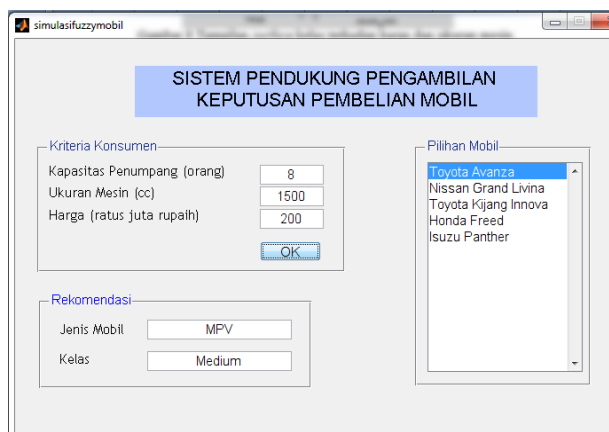 simulasifuzzymobil
SISTEM PENDUKUNG PENGAMBILAN
KEPUTUSAN PEMBELIAN MOBIL
Kriteria Konsumen
Kapasitas Penumpang (orang) 8
Ukuran Mesin (cc) 1500
Harga (ratus juta rupaih) 200
OK
Rekomendasi
Jenis Mobil MPV
Kelas Medium
Pilihan Mobil
Toyota Avanza
Nissan Grand Livina
Toyota Kijang Innova
Honda Freed
Isuzu Panther